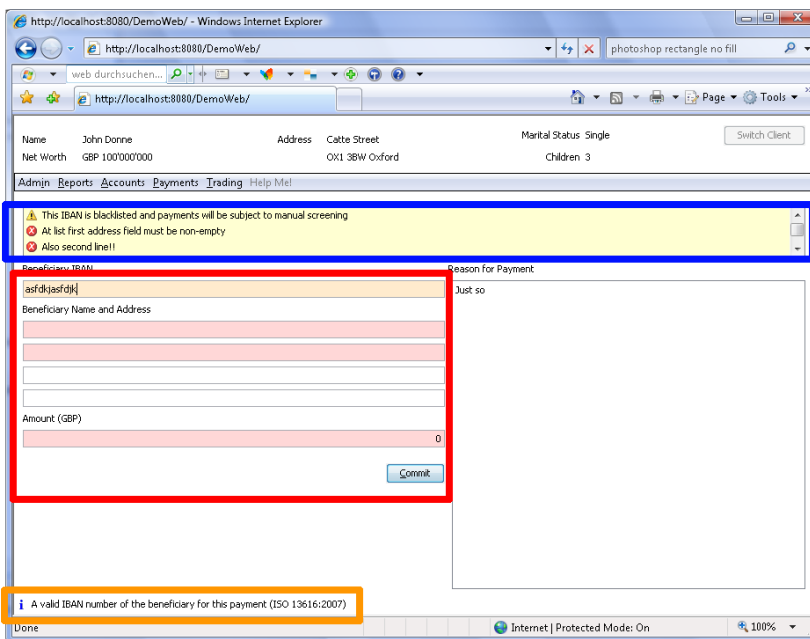 http://localhost:8080/DemoWeb/ - Windows Internet Explorer
http://localhost:8080/DemoWeb/
photoshop rectangle no fill
web durchsuchen...
http://localhost:8080/DemoWeb/
Page
Tools
Name John Donne Address Catte Street Marital Status Single Switch Client
Net Worth GBP 100'000'000 OX1 3BW Oxford Children 3
Admin Reports Accounts Payments Trading Help Me!
This IBAN is blacklisted and payments will be subject to manual screening
At list first address field must be non-empty
Also second line!!
Beneficiary IBAN Reason for Payment
asfdkjasfdjk Just so
Beneficiary Name and Address
Amount (GBP)
0
Commit
i A valid IBAN number of the beneficiary for this payment (ISO 13616:2007)
Done Internet | Protected Mode: On 100%